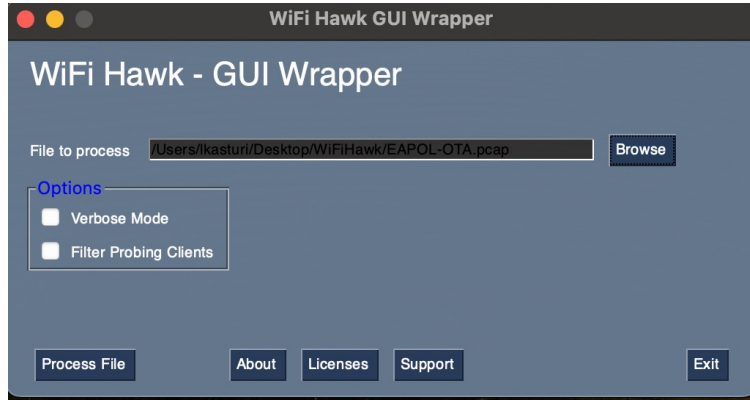 WiFi Hawk GUI Wrapper
WiFi Hawk - GUI Wrapper
File to process /Users/lkasturi/Desktop/WiFiHawk/EAPOL-OTA.pcap Browse
Options
Verbose Mode
Filter Probing Clients
Process File About Licenses Support Exit